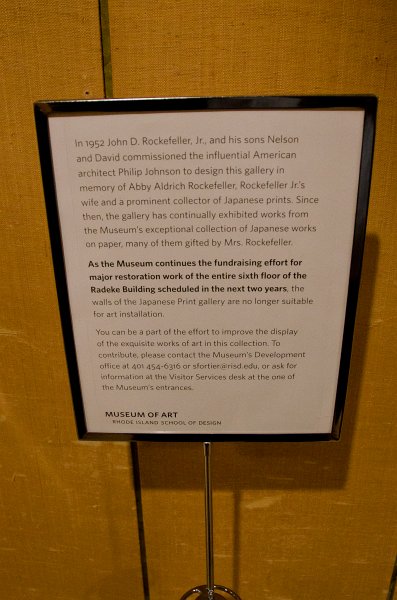 In 1952 John D. Rockefeller, Jr., and his sons Nelson
and David commissioned the influential American
architect Philip Johnson to design this gallery in
memory of Abby Aldrich Rockefeller, Rockefeller Jr.'s
wife and a prominent collector of Japanese prints. Since
then, the gallery has continually exhibited works from
the Museum's exceptional collection of Japanese works
on paper, many of them gifted by Mrs. Rockefeller.
As the Museum continues the fundraising effort for
major restoration work of the entire sixth floor of the
Radeke Building scheduled in the next two years, the
walls of the Japanese Print gallery are no longer suitable
for art installation.
You can be a part of the effort to improve the display
of the exquisite works of art in this collection. To
contribute, please contact the Museum's Development
office at 401 454-6316 or sfortier@risd.edu, or ask for
information at the Visitor Services desk at the one of
the Museum's entrances.
MUSEUM OF ART
RHODE ISLAND SCHOOL OF DESIGN